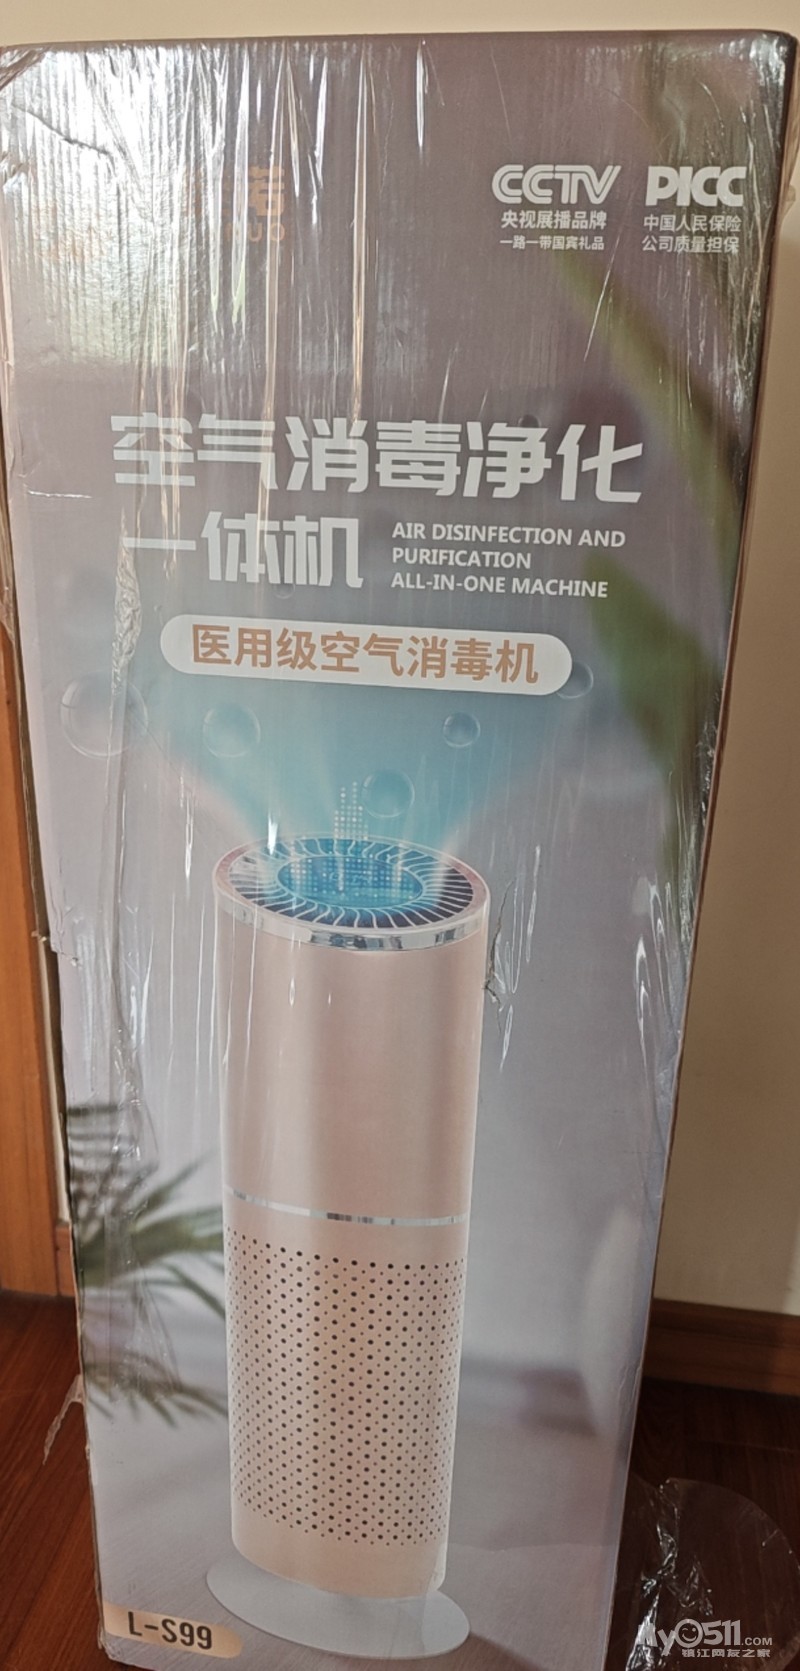 诺
CCTV
央视展播品牌
一路一带国宾礼品
PICC
中国人民保险
公司质量担保
空气消毒净化
一体机
AIR DISINFECTION AND
PURIFICATION
ALL-IN-ONE MACHINE
医用级空气消毒机
L-S99
My0511.com
镇江网友之家